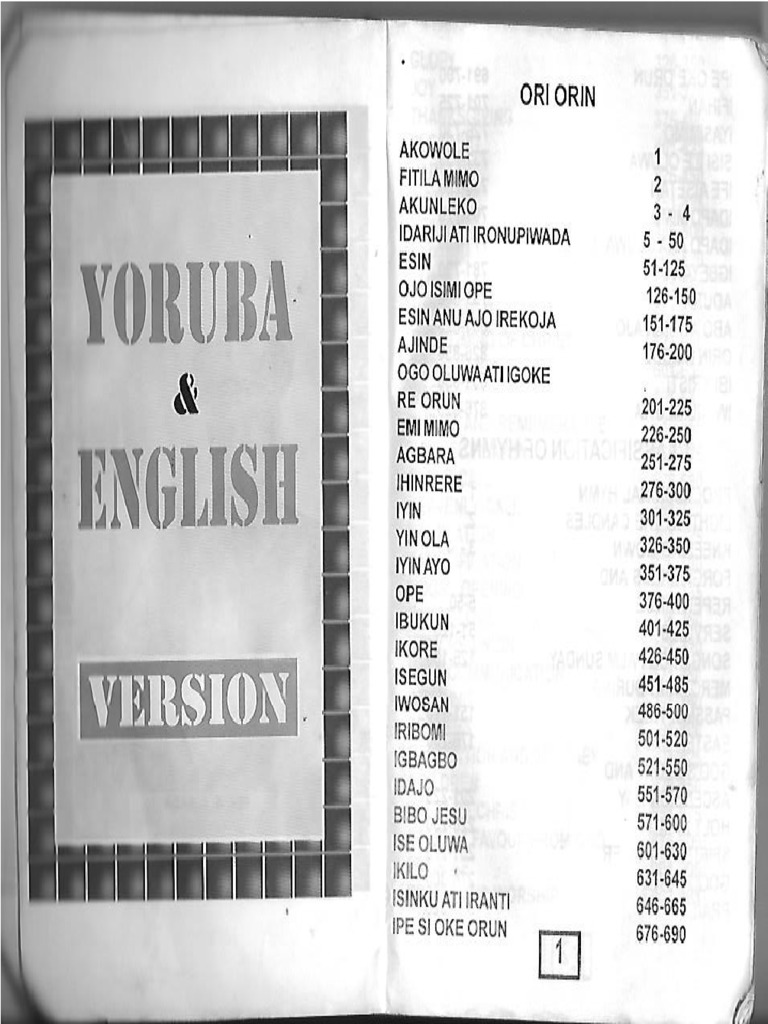 YORUBA
&
ENGLISH
VERSION
ORI ORIN
AKOWOLE 1
FITILA MIMO 2
AKUNLEKO 3 - 4
IDARIJI ATI IRONUPIWADA 5 - 50
ESIN 51-125
OJO ISIMI OPE 126-150
ESIN ANU AJO IREKOJA 151-175
AJINDE 176-200
OGO OLUWA ATI IGOKE
RE ORUN 201-225
EMI MIMO 226-250
AGBARA 251-275
IHINRERE 276-300
IYIN 301-325
YIN OLA 326-350
IYIN AYO 351-375
OPE 376-400
IBUKUN 401-425
IKORE 426-450
ISEGUN 451-485
IWOSAN 486-500
IRIBOMI 501-520
IGBAGBO 521-550
IDAJO 551-570
BIBO JESU 571-600
ISE OLUWA 601-630
IKILO 631-645
ISINKU ATI IRANTI 646-665
IPE SI OKE ORUN 676-690
1